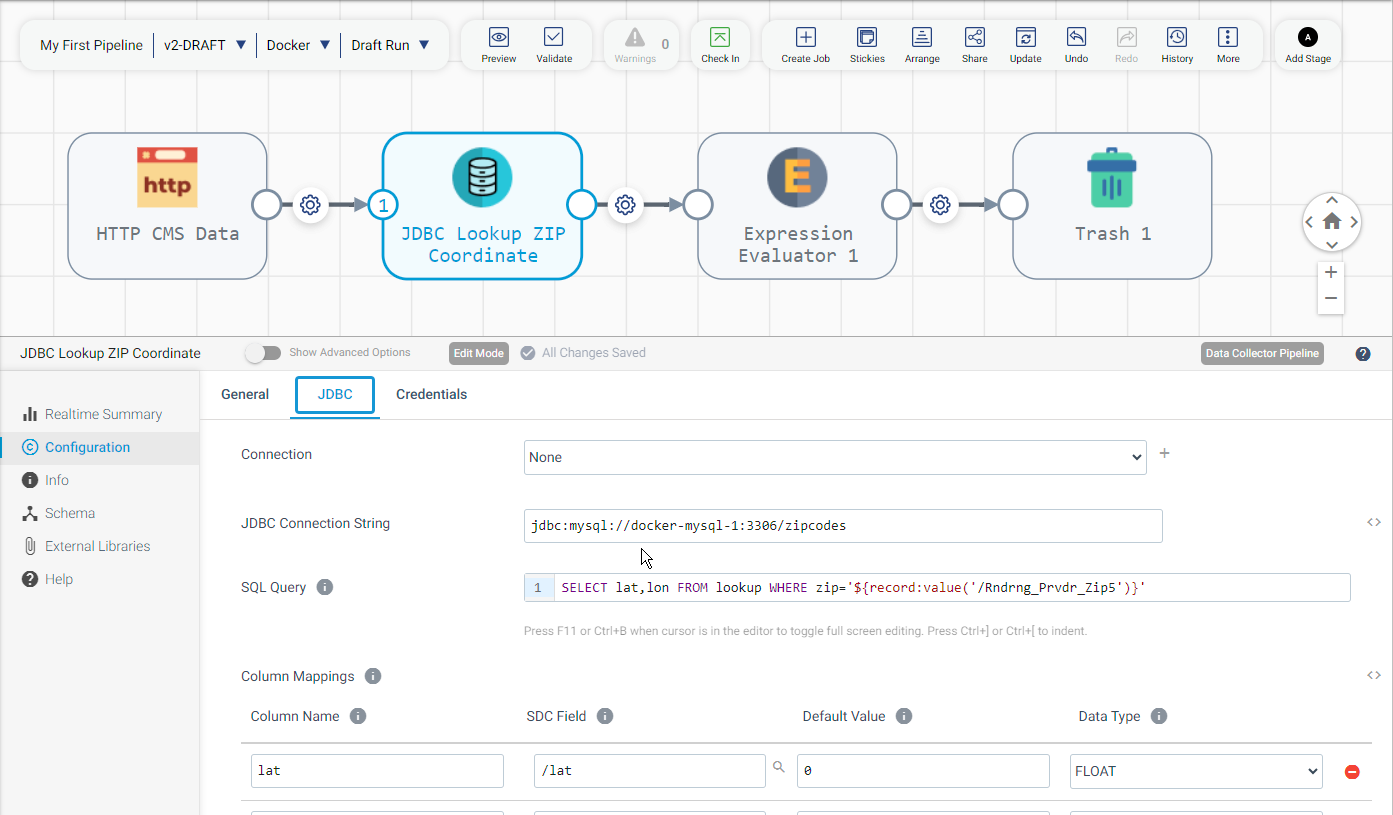 My First Pipeline v2-DRAFT Docker Draft Run
Preview Validate Warnings 0 Check In Create Job Stickies Arrange Share Update Undo Redo History More A Add Stage
http
HTTP CMS Data
1
JDBC Lookup ZIP
Coordinate
E
Expression
Evaluator 1
Trash 1
+
−
JDBC Lookup ZIP Coordinate Show Advanced Options Edit Mode All Changes Saved Data Collector Pipeline ?
Realtime Summary
Configuration
Info
Schema
External Libraries
Help
General JDBC Credentials
Connection None +
JDBC Connection String jdbc:mysql://docker-mysql-1:3306/zipcodes <>
SQL Query i 1 SELECT lat,lon FROM lookup WHERE zip='${record:value('/Rndrng_Prvdr_Zip5')}'
Press F11 or Ctrl+B when cursor is in the editor to toggle full screen editing. Press Ctrl+] or Ctrl+[ to indent.
Column Mappings i <>
Column Name i SDC Field i Default Value i Data Type i
lat /lat 0 FLOAT